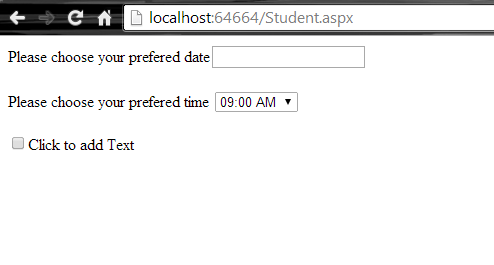 localhost:64664/Student.aspx
Please choose your prefered date
Please choose your prefered time 09:00 AM
Click to add Text